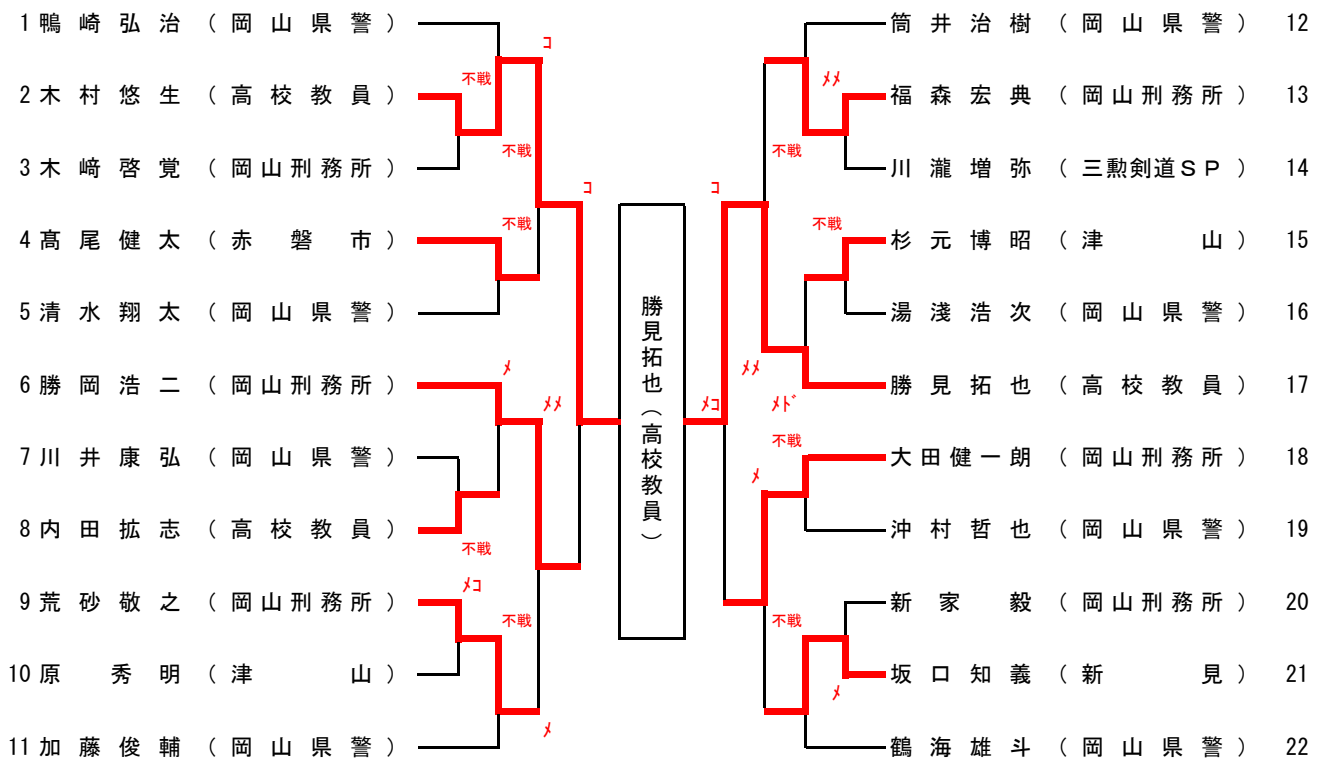 1 鴨崎弘治（岡山県警）
2 木村悠生（高校教員）
3 木﨑啓覚（岡山刑務所）
4 髙尾健太（赤磐市）
5 清水翔太（岡山県警）
6 勝岡浩二（岡山刑務所）
7 川井康弘（岡山県警）
8 内田拡志（高校教員）
9 荒砂敬之（岡山刑務所）
10 原秀明（津山）
11 加藤俊輔（岡山県警）
コ
不戦
不戦
コ
不戦
メ
メメ
不戦
メコ
不戦
メ
勝見拓也（高校教員）
メメ
不戦
コ
不戦
メメ
メコ
メド
不戦
メ
不戦
メ
筒井治樹（岡山県警） 12
福森宏典（岡山刑務所） 13
川瀧増弥（三勲剣道ＳＰ） 14
杉元博昭（津山） 15
湯淺浩次（岡山県警） 16
勝見拓也（高校教員） 17
大田健一朗（岡山刑務所） 18
沖村哲也（岡山県警） 19
新家毅（岡山刑務所） 20
坂口知義（新見） 21
鶴海雄斗（岡山県警） 22